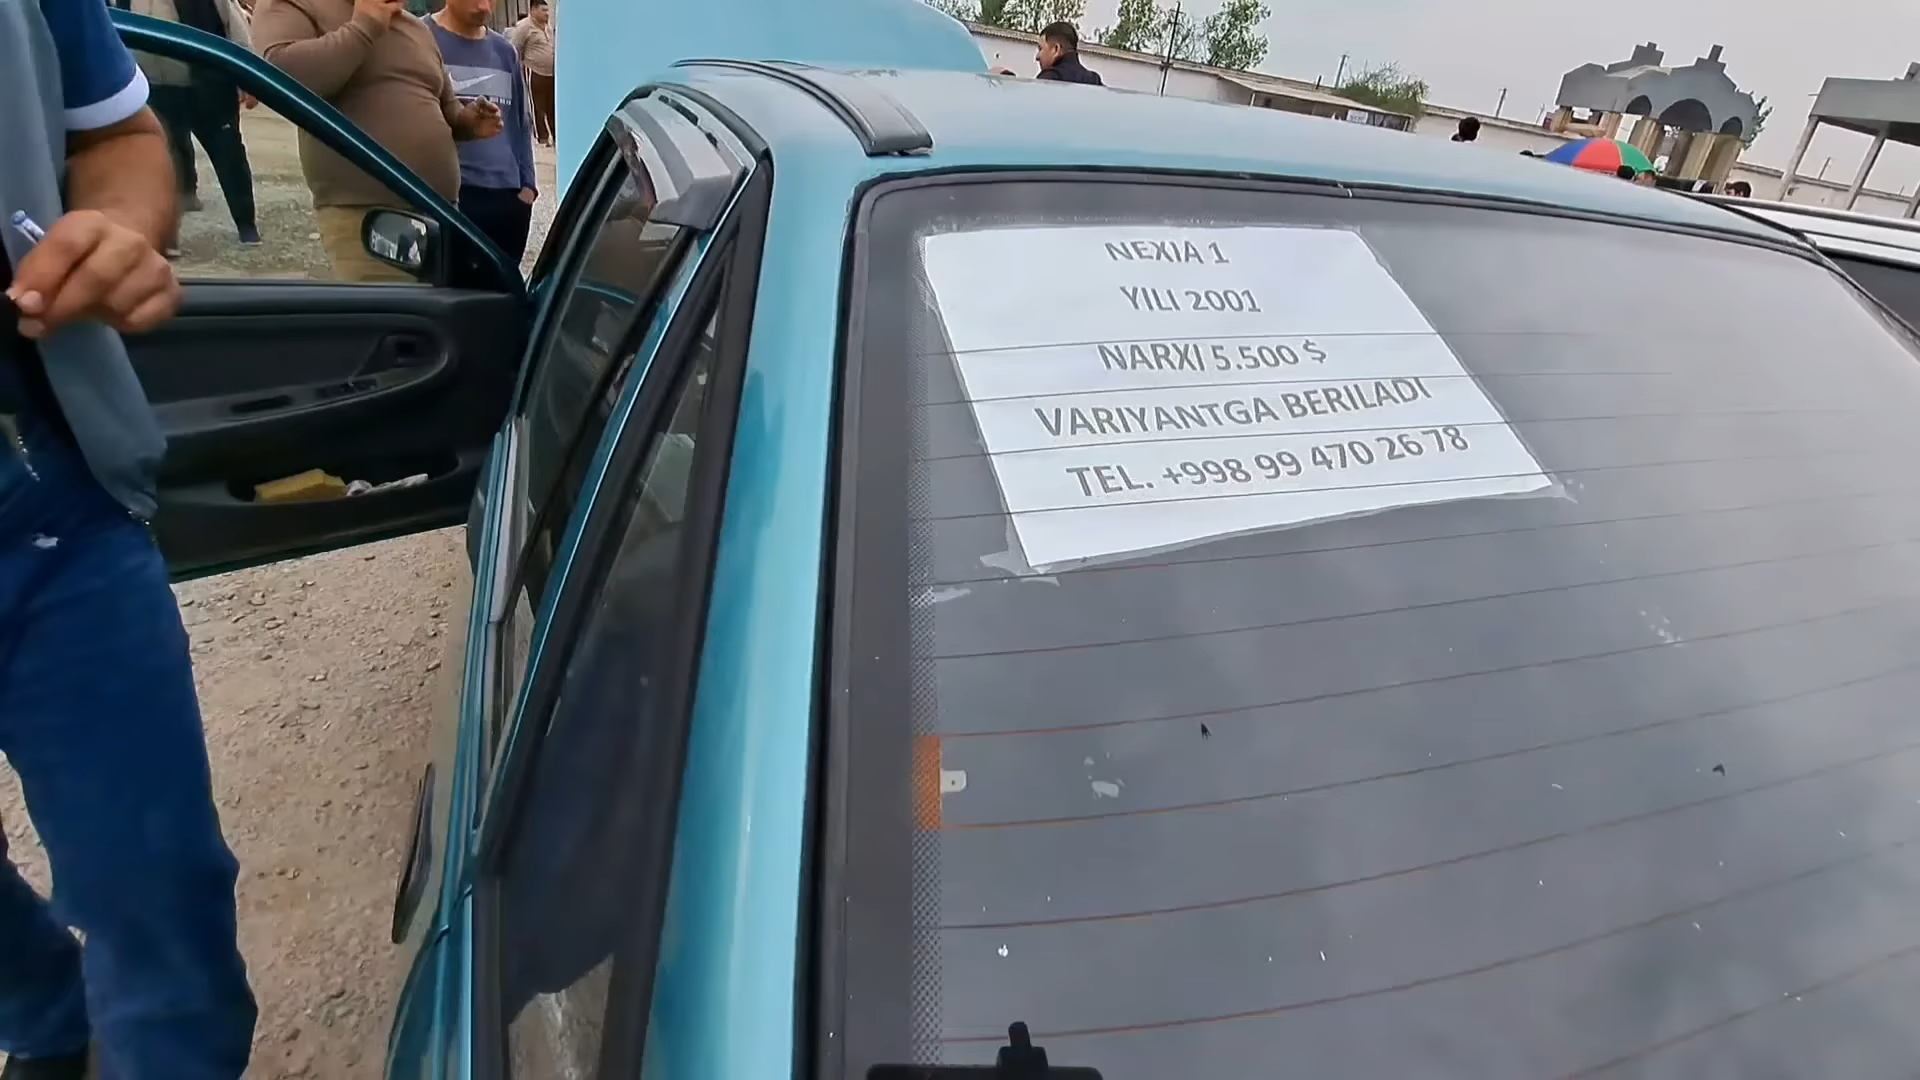 NEXIA 1
YILI 2001
NARXI 5.500 $
VARIYANTGA BERILADI
TEL. +998 99 470 26 78